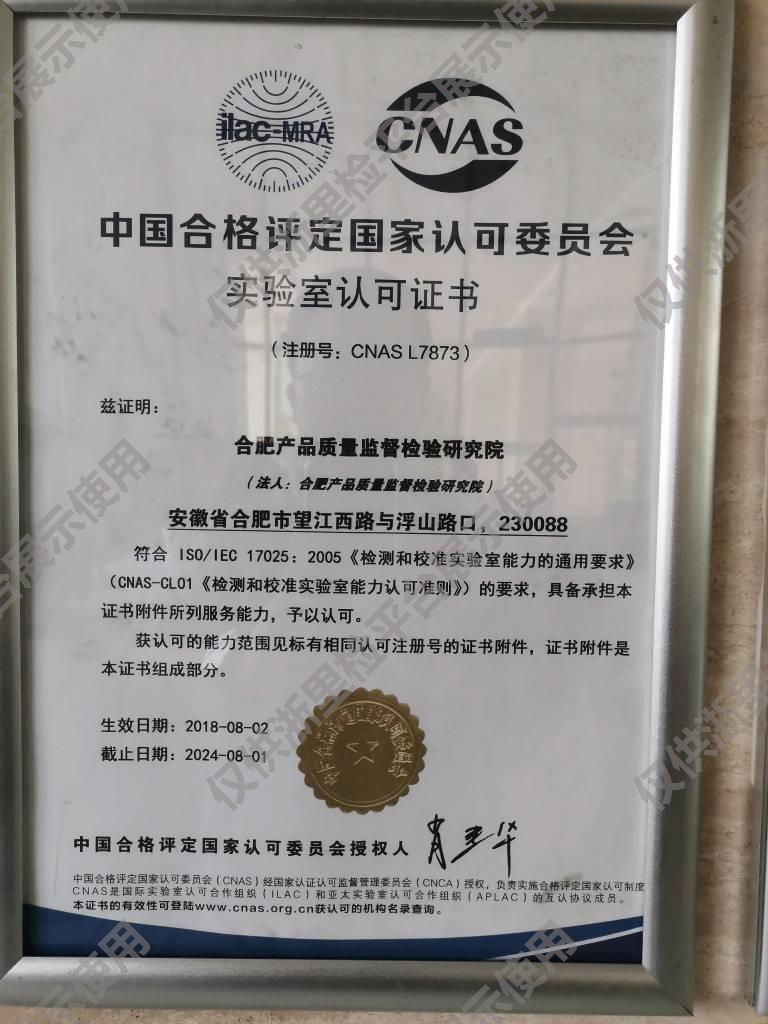 ilac-MRA
CNAS
中国合格评定国家认可委员会
实验室认可证书
（注册号：CNAS L7873）
兹证明：
合肥产品质量监督检验研究院
（法人：合肥产品质量监督检验研究院）
安徽省合肥市望江西路与浮山路口，230088
符合 ISO/IEC 17025：2005《检测和校准实验室能力的通用要求》
（CNAS-CL01《检测和校准实验室能力认可准则》）的要求，具备承担本
证书附件所列服务能力，予以认可。
获认可的能力范围见标有相同认可注册号的证书附件，证书附件是
本证书组成部分。
生效日期：2018-08-02
截止日期：2024-08-01
中国合格评定国家认可委员会授权人
中国合格评定国家认可委员会（CNAS）经国家认证认可监督管理委员会（CNCA）授权，负责实施合格评定国家认可制度
CNAS是国际实验室认可合作组织（ILAC）和亚太实验室认可合作组织（APLAC）的互认协议成员。
本证书的有效性可登陆www.cnas.org.cn获认可的机构名录查询。
仅供浙里检平台展示使用